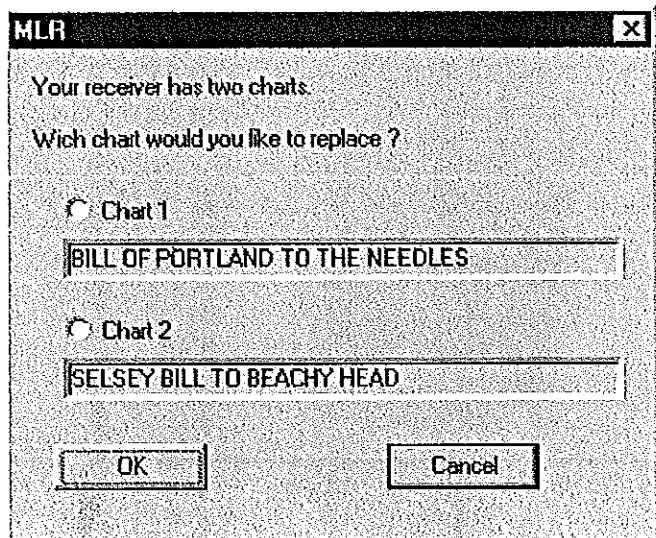 MLR
Your receiver has two charts.
Wich chart would you like to replace ?
Chart 1
BILL OF PORTLAND TO THE NEEDLES
Chart 2
SELSEY BILL TO BEACHY HEAD
OK
Cancel